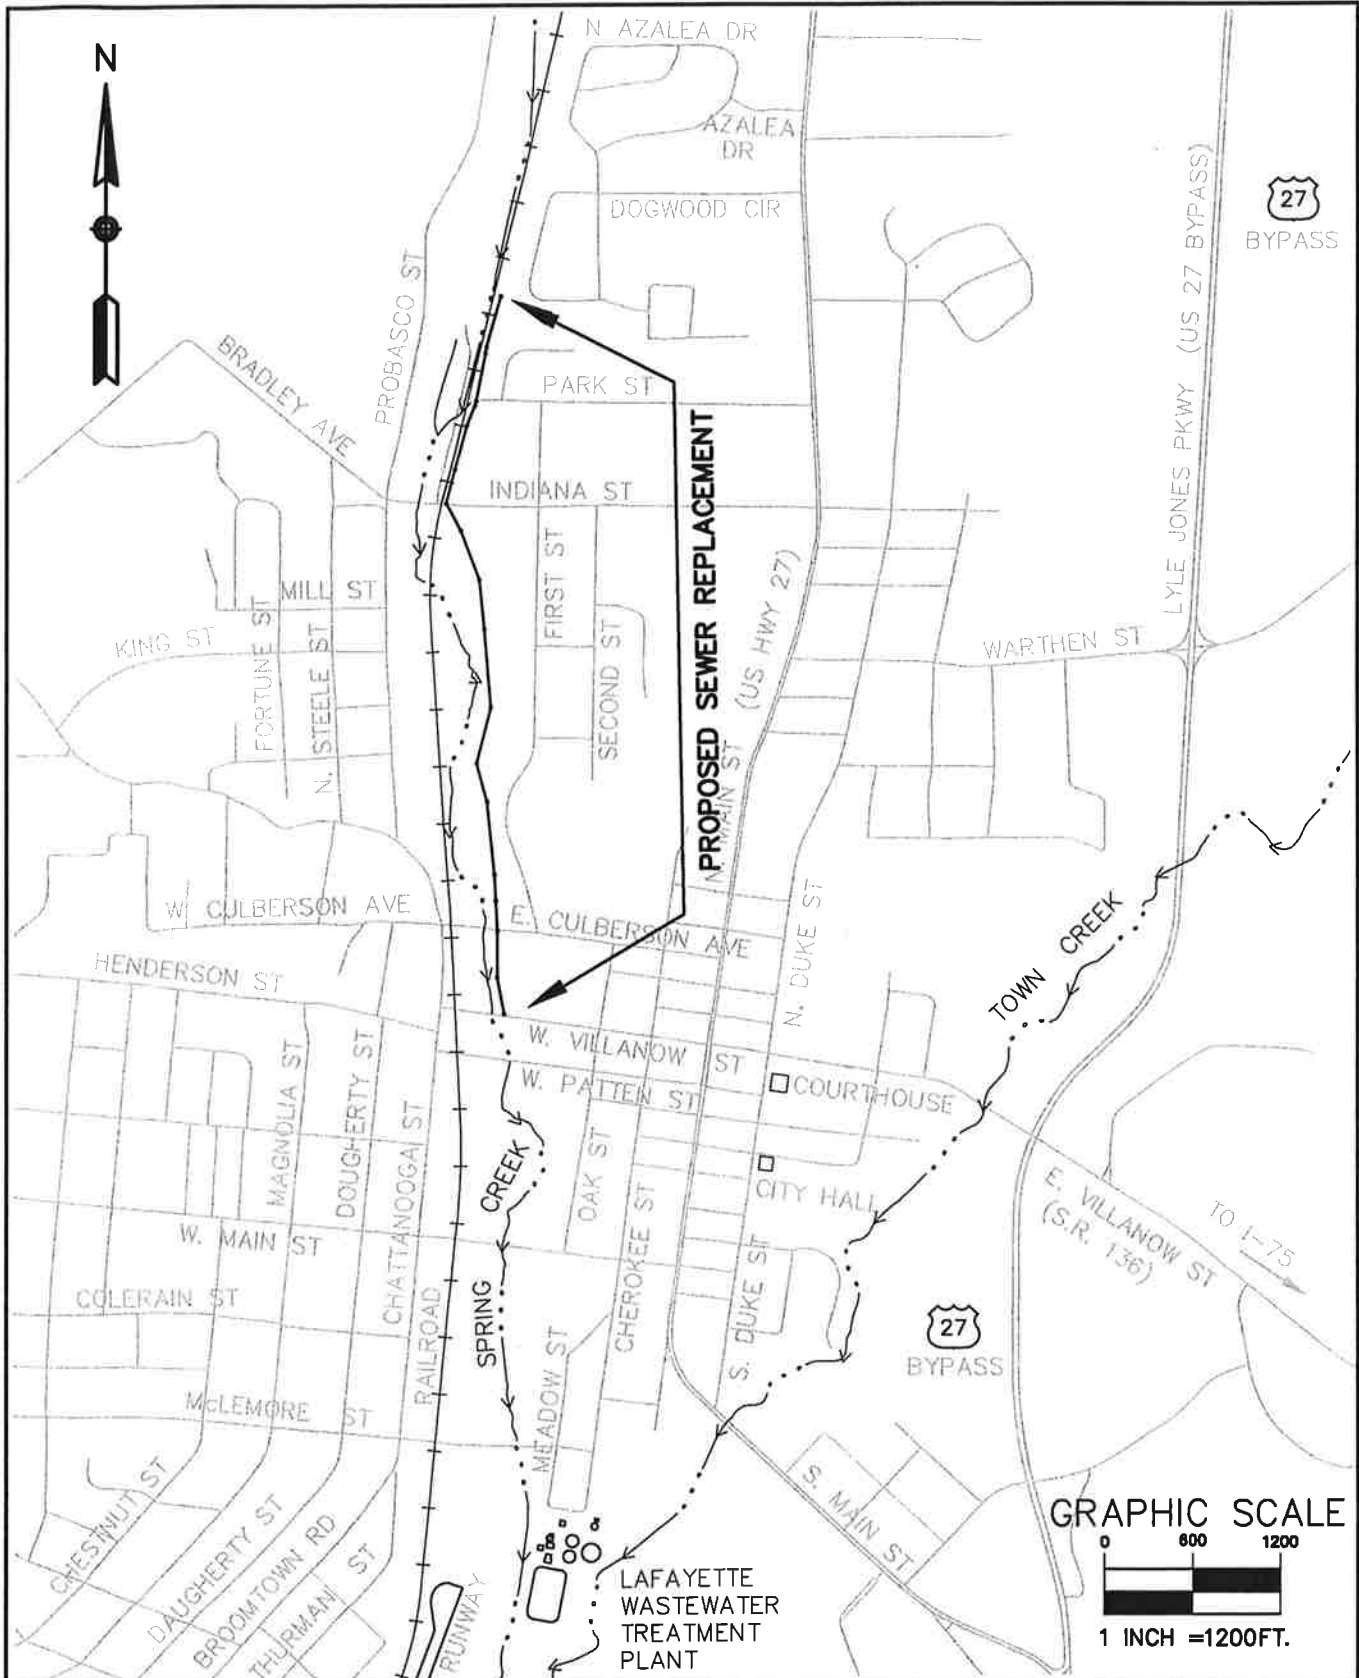 N
N AZALEA DR
AZALEA
DR
DOGWOOD CIR
27
BYPASS
LYLE JONES PKWY (US 27 BYPASS)
PROBASCO ST
BRADLEY AVE
PARK ST
INDIANA ST
PROPOSED SEWER REPLACEMENT
FIRST ST
SECOND ST
MILL ST
KING ST
FORTUNE ST
N. STEELE ST
N. MAIN ST
(US HWY 27)
WARTHEN ST
W CULBERSON AVE
E. CULBERSON AVE
N. DUKE ST
TOWN CREEK
HENDERSON ST
W. VILLANOW ST
W. PATTEN ST
COURTHOUSE
MAGNOLIA ST
DOUGHERTY ST
CHATTANOOGA ST
RAILROAD
SPRING CREEK
OAK ST
CHEROKEE ST
CITY HALL
S. DUKE ST
E. VILLANOW ST
(S.R. 136)
TO I-75
W. MAIN ST
COLERAIN ST
27
BYPASS
MEADOW ST
McLEMORE ST
S. MAIN ST
CHESTNUT ST
DAUGHERTY ST
BROOMTOWN RD
THURMAN ST
RUNWAY
LAFAYETTE
WASTEWATER
TREATMENT
PLANT
GRAPHIC SCALE
0 600 1200
1 INCH =1200FT.